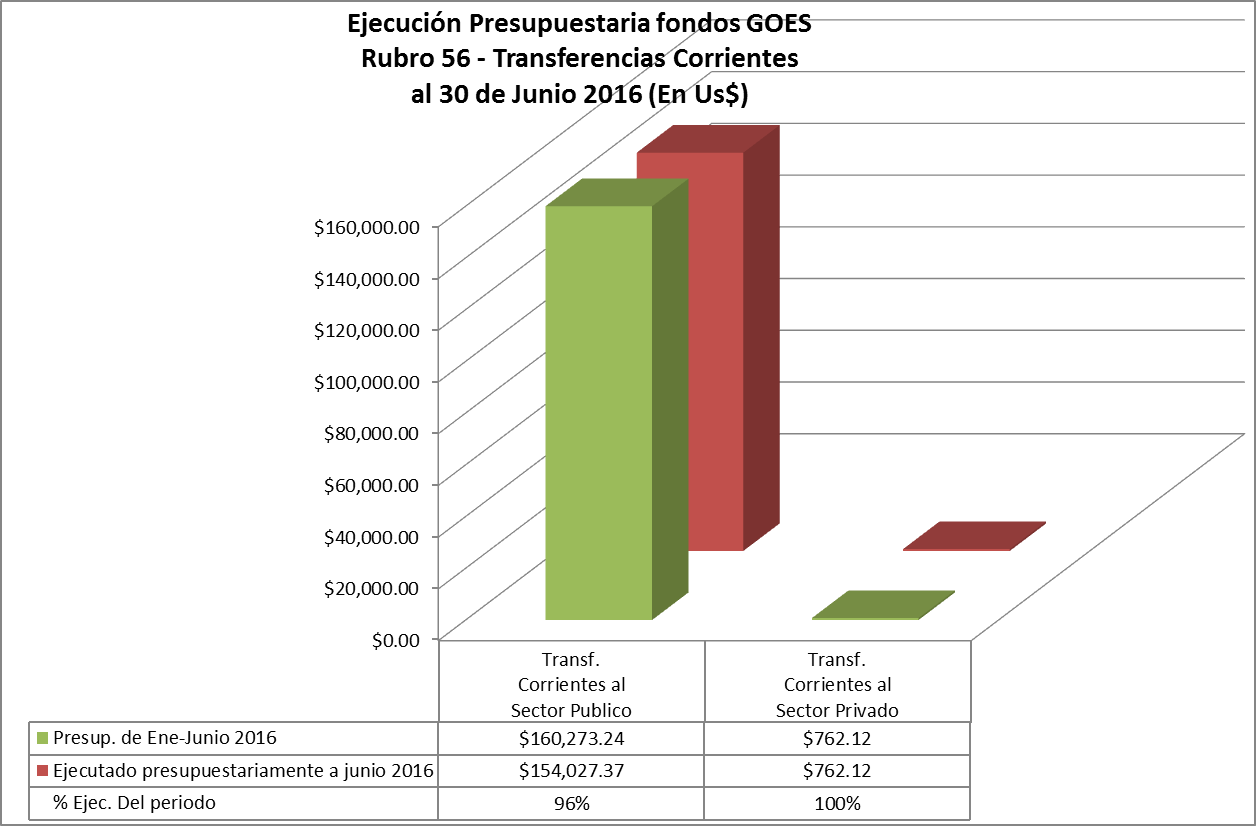 Ejecución Presupuestaria fondos GOES
Rubro 56 - Transferencias Corrientes
al 30 de Junio 2016 (En Us$)
$160,000.00
$140,000.00
$120,000.00
$100,000.00
$80,000.00
$60,000.00
$40,000.00
$20,000.00
$0.00
Transf.
Corrientes al
Sector Publico
Transf.
Corrientes al
Sector Privado
Presup. de Ene-Junio 2016 $160,273.24 $762.12
Ejecutado presupuestariamente a junio 2016 $154,027.37 $762.12
% Ejec. Del periodo 96% 100%